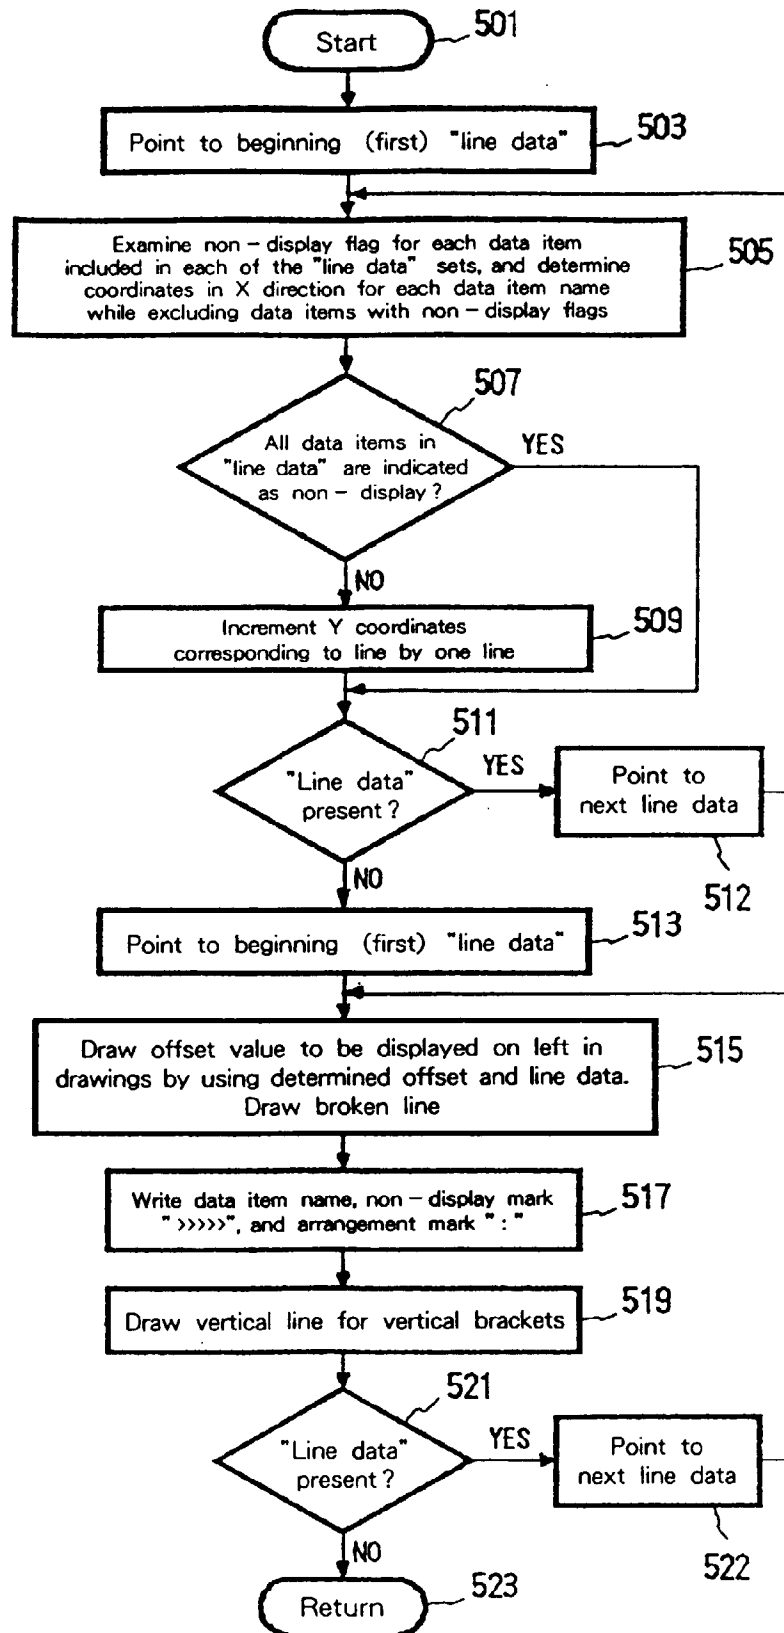 Start
501
Point to beginning (first) "line data"
503
Examine non-display flag for each data item
included in each of the "line data" sets, and determine
coordinates in X direction for each data item name
while excluding data items with non-display flags
505
507
All data items in
"line data" are indicated
as non-display?
YES
NO
Increment Y coordinates
corresponding to line by one line
509
511
"Line data"
present?
YES
Point to
next line data
512
NO
Point to beginning (first) "line data"
513
Draw offset value to be displayed on left in
drawings by using determined offset and line data.
Draw broken line
515
Write data item name, non-display mark
" >>>>>", and arrangement mark " : "
517
Draw vertical line for vertical brackets
519
521
"Line data"
present?
YES
Point to
next line data
522
NO
Return
523